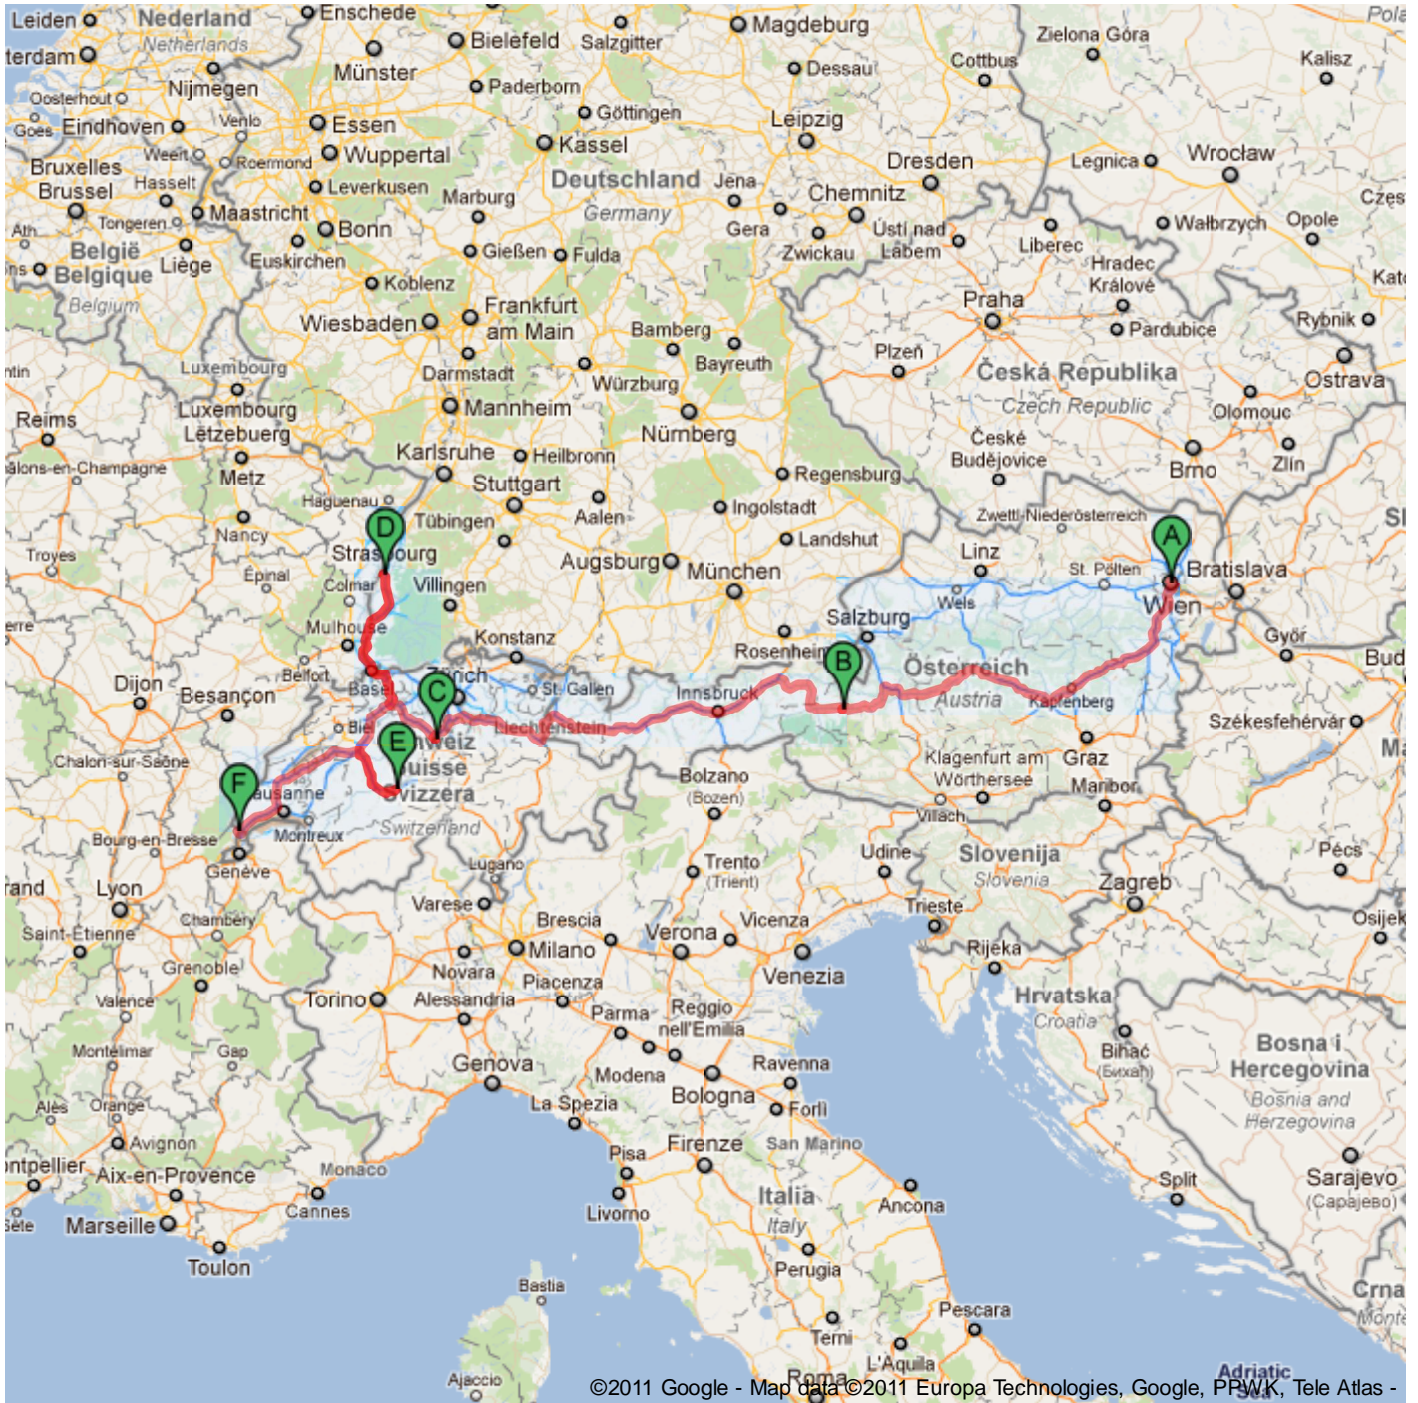 Leiden
Nederland
Netherlands
Enschede
Bielefeld
Salzgitter
Magdeburg
Zielona Góra
terdam
Münster
Dessau
Cottbus
Kalisz
Nijmegen
Paderborn
Oosterhout
Göttingen
Goes
Eindhoven
Venlo
Essen
Leipzig
Weert
Roermond
Wuppertal
Kassel
Dresden
Legnica
Wrocław
Bruxelles
Brussel
Hasselt
Leverkusen
Marburg
Deutschland
Germany
Jena
Chemnitz
Tongeren
Maastricht
Bonn
Gera
Zwickau
Ústí nad
Labem
Liberec
Wałbrzych
Opole
Ath
België
Belgique
Belgium
Liège
Euskirchen
Gießen
Fulda
Koblenz
Hradec
Králové
Wiesbaden
Frankfurt
am Main
Bamberg
Bayreuth
Praha
Pardubice
Rybnik
Luxembourg
Darmstadt
Würzburg
Plzeň
Česká Republika
Czech Republic
Ostrava
Reims
Luxembourg
Lëtzebuerg
Mannheim
Nürnberg
Olomouc
Metz
Karlsruhe
Heilbronn
České
Budějovice
Brno
Zlín
Haguenau
Stuttgart
Regensburg
Nancy
Tübingen
Aalen
Ingolstadt
Zwettl-Niederösterreich
Troyes
D
Strasbourg
Landshut
Linz
A
Épinal
Colmar
Villingen
Augsburg
München
St. Pölten
Bratislava
Wels
Wien
Mulhouse
Konstanz
Salzburg
Győr
Belfort
Rosenheim
B
Österreich
Austria
Dijon
Besançon
Basel
Zürich
C
St. Gallen
Innsbruck
Kapfenberg
Biel
Liechtenstein
Székesfehérvár
Chalon-sur-Saône
E
Schweiz
Suisse
Svizzera
Switzerland
Bolzano
(Bozen)
Klagenfurt am
Wörthersee
Graz
Maribor
F
Lausanne
Montreux
Villach
Bourg-en-Bresse
Genève
Lugano
Trento
(Trient)
Udine
Slovenija
Slovenia
Pécs
Lyon
Varese
Zagreb
Chambéry
Brescia
Verona
Vicenza
Trieste
Osijek
Saint-Étienne
Milano
Venezia
Rijeka
Grenoble
Novara
Piacenza
Valence
Torino
Alessandria
Reggio
nell'Emilia
Hrvatska
Croatia
Parma
Montélimar
Gap
Genova
Modena
Ravenna
Bihać
(Бихаћ)
Bosna i
Hercegovina
Bosnia and
Herzegovina
Bologna
Alès
Orange
La Spezia
Forlì
Avignon
Firenze
San Marino
ontpellier
Aix-en-Provence
Monaco
Pisa
Sarajevo
(Сарајево)
Cannes
Livorno
Italia
Italy
Ancona
Split
Sète
Marseille
Toulon
Perugia
Bastia
Terni
Pescara
L'Aquila
Ajaccio
Roma
Adriatic
Sea
©2011 Google - Map data ©2011 Europa Technologies, Google, PPWK, Tele Atlas -